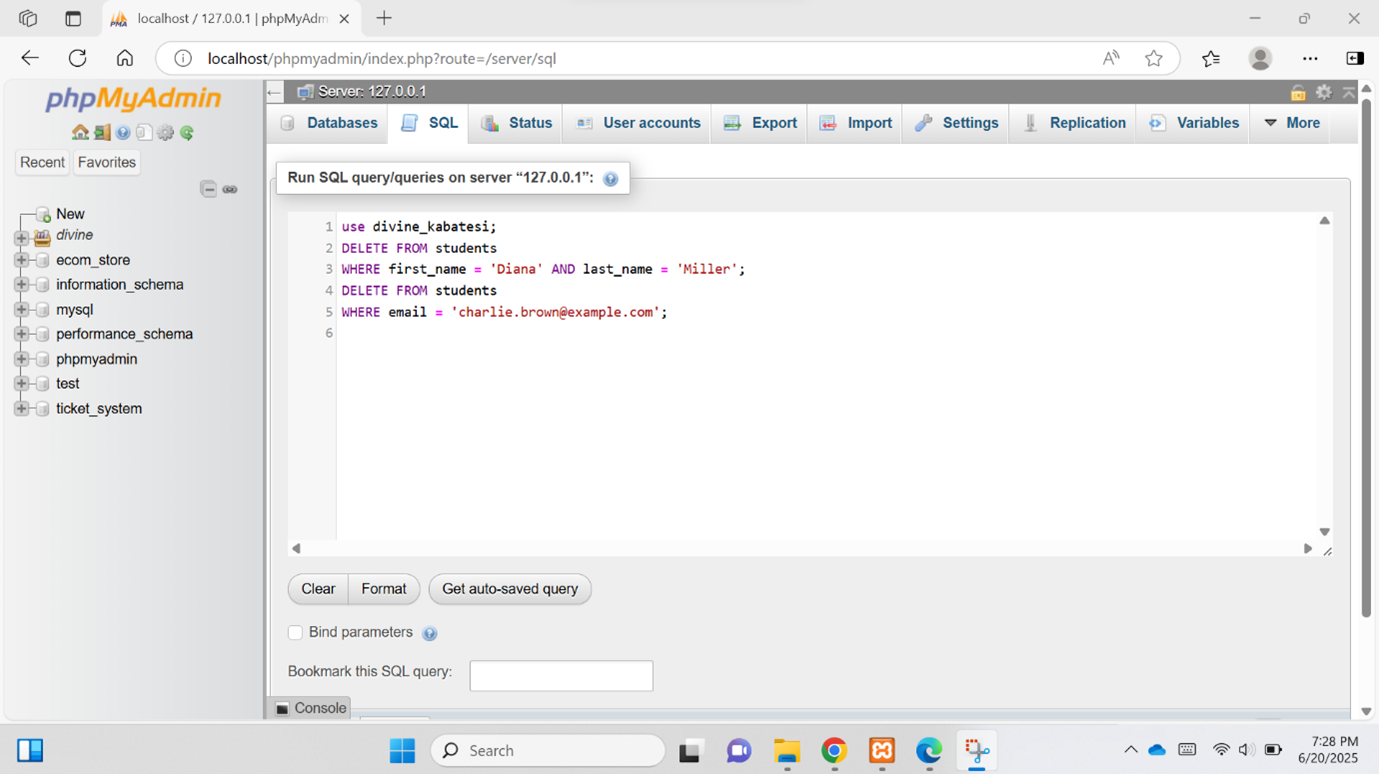 localhost / 127.0.0.1 | phpMyAdm
localhost/phpmyadmin/index.php?route=/server/sql
phpMyAdmin
Recent
Favorites
New
divine
ecom_store
information_schema
mysql
performance_schema
phpmyadmin
test
ticket_system
Server: 127.0.0.1
Databases
SQL
Status
User accounts
Export
Import
Settings
Replication
Variables
More
Run SQL query/queries on server “127.0.0.1”:
1 use divine_kabatesi;
2 DELETE FROM students
3 WHERE first_name = 'Diana' AND last_name = 'Miller';
4 DELETE FROM students
5 WHERE email = 'charlie.brown@example.com';
6
Clear
Format
Get auto-saved query
Bind parameters
Bookmark this SQL query:
Console
Search
7:28 PM
6/20/2025